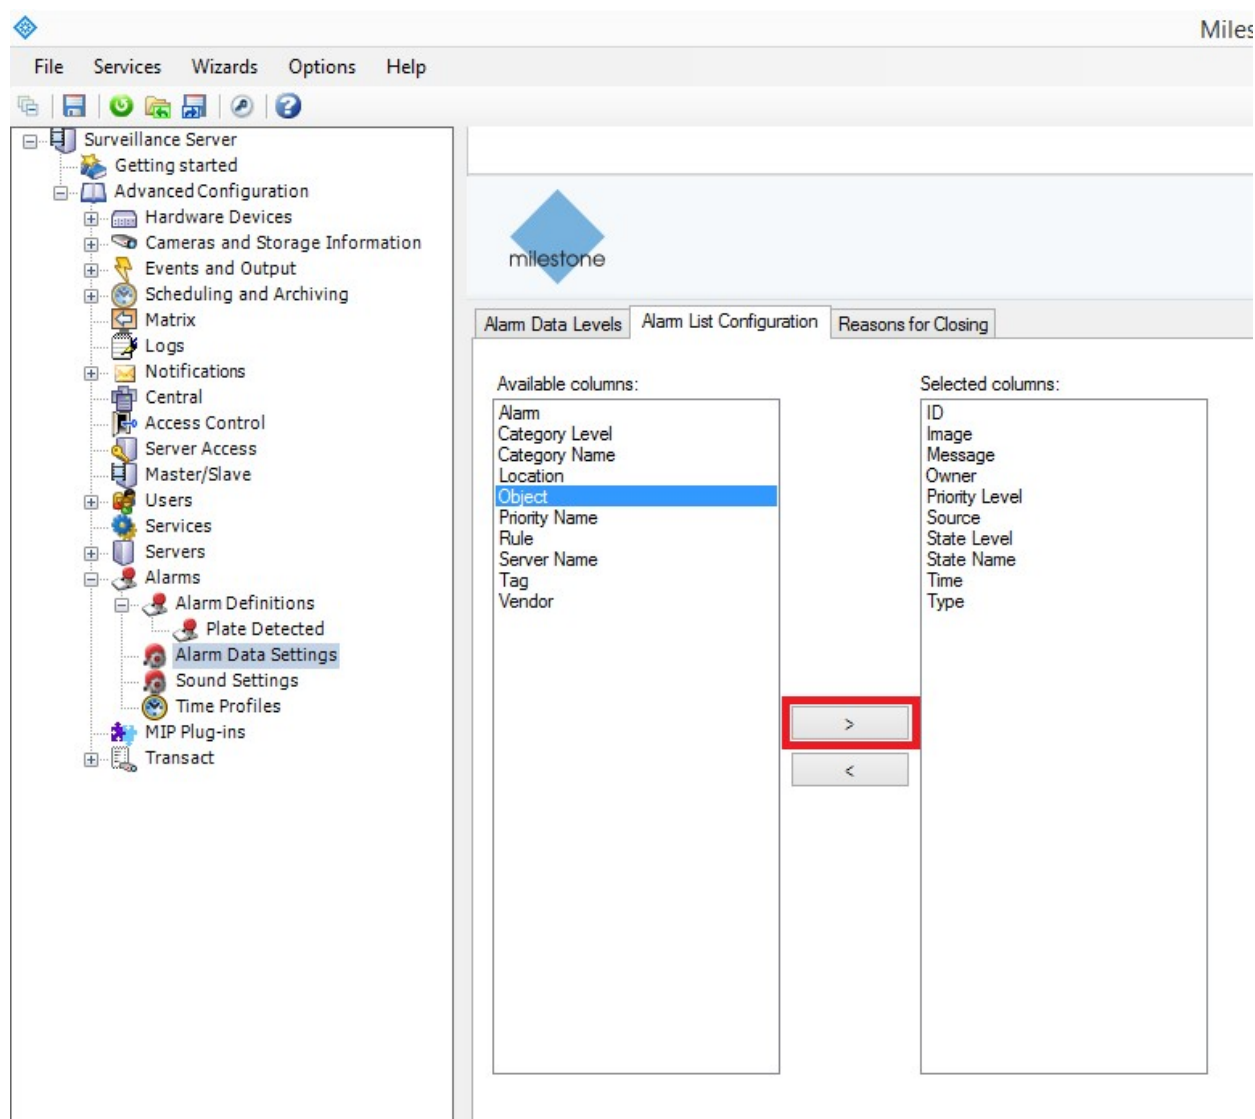 Miles
File Services Wizards Options Help
Surveillance Server
Getting started
Advanced Configuration
Hardware Devices
Cameras and Storage Information
Events and Output
Scheduling and Archiving
Matrix
Logs
Notifications
Central
Access Control
Server Access
Master/Slave
Users
Services
Servers
Alarms
Alarm Definitions
Plate Detected
Alarm Data Settings
Sound Settings
Time Profiles
MIP Plug-ins
Transact
milestone
Alarm Data Levels Alarm List Configuration Reasons for Closing
Available columns:
Alarm
Category Level
Category Name
Location
Object
Priority Name
Rule
Server Name
Tag
Vendor
>
<
Selected columns:
ID
Image
Message
Owner
Priority Level
Source
State Level
State Name
Time
Type